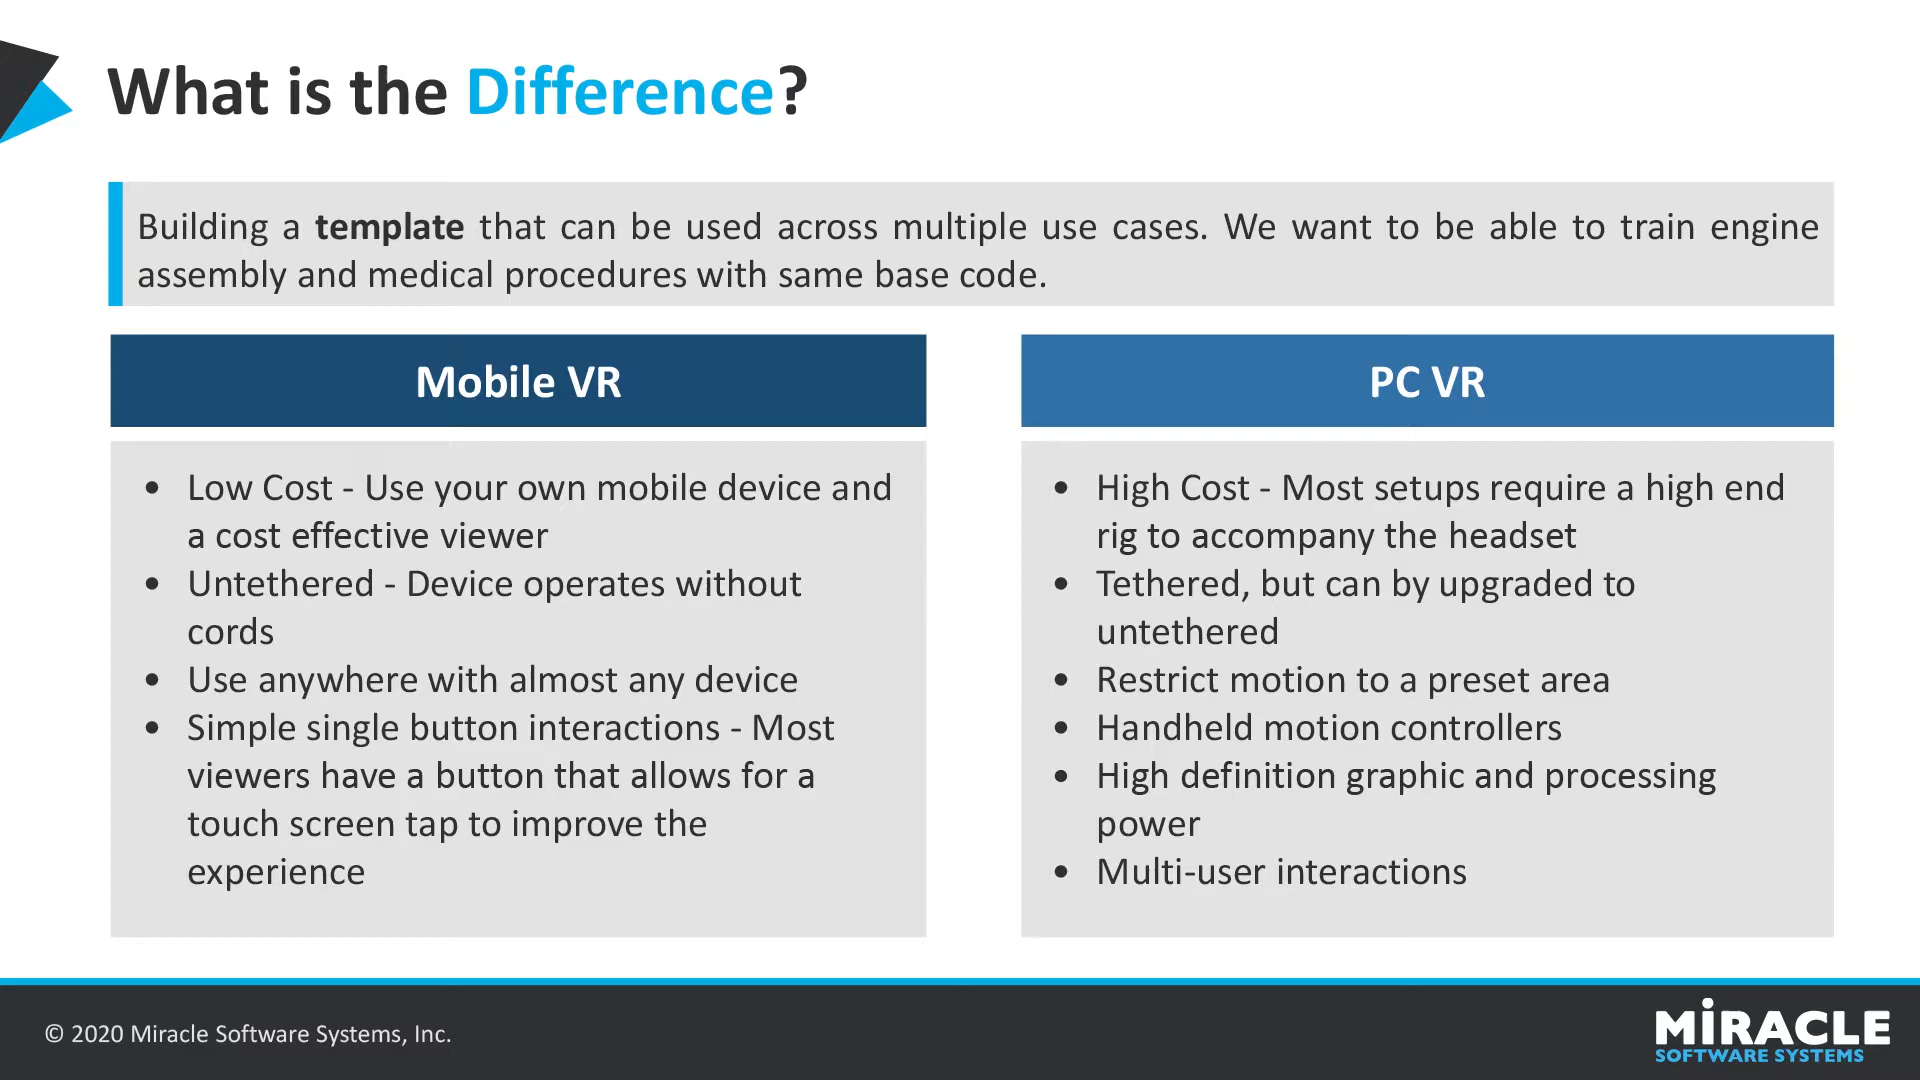 What is the Difference?
Building a template that can be used across multiple use cases. We want to be able to train engine
assembly and medical procedures with same base code.
Mobile VR
• Low Cost - Use your own mobile device and
a cost effective viewer
• Untethered - Device operates without
cords
• Use anywhere with almost any device
• Simple single button interactions - Most
viewers have a button that allows for a
touch screen tap to improve the
experience
PC VR
• High Cost - Most setups require a high end
rig to accompany the headset
• Tethered, but can by upgraded to
untethered
• Restrict motion to a preset area
• Handheld motion controllers
• High definition graphic and processing
power
• Multi-user interactions
© 2020 Miracle Software Systems, Inc.
MiRACLE
SOFTWARE SYSTEMS